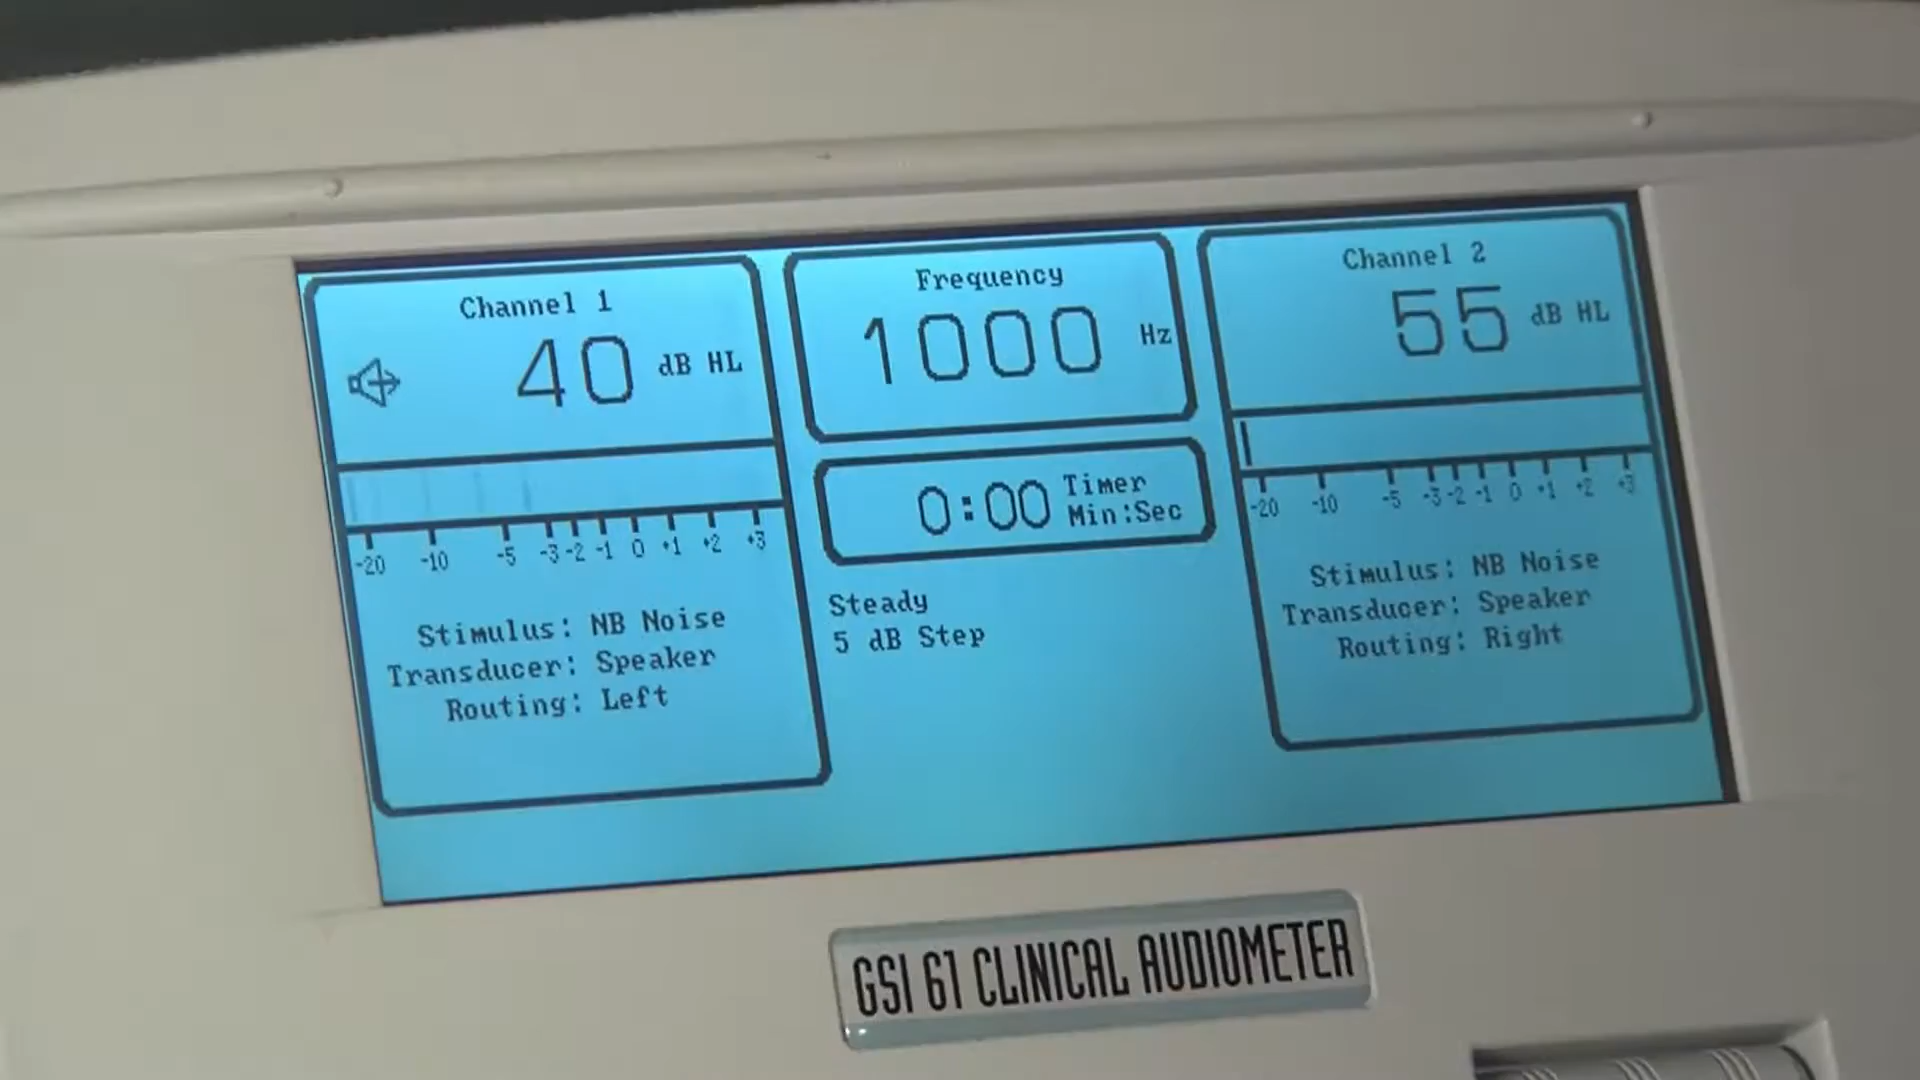 Channel 1
40 dB HL
-20 -10 -5 -3 -2 -1 0 +1 +2 +3
Stimulus: NB Noise
Transducer: Speaker
Routing: Left
Frequency
1000 Hz
0:00 Timer
Min:Sec
Steady
5 dB Step
Channel 2
55 dB HL
-20 -10 -5 -3 -2 -1 0 +1 +2 +3
Stimulus: NB Noise
Transducer: Speaker
Routing: Right
GSI 61 CLINICAL AUDIOMETER